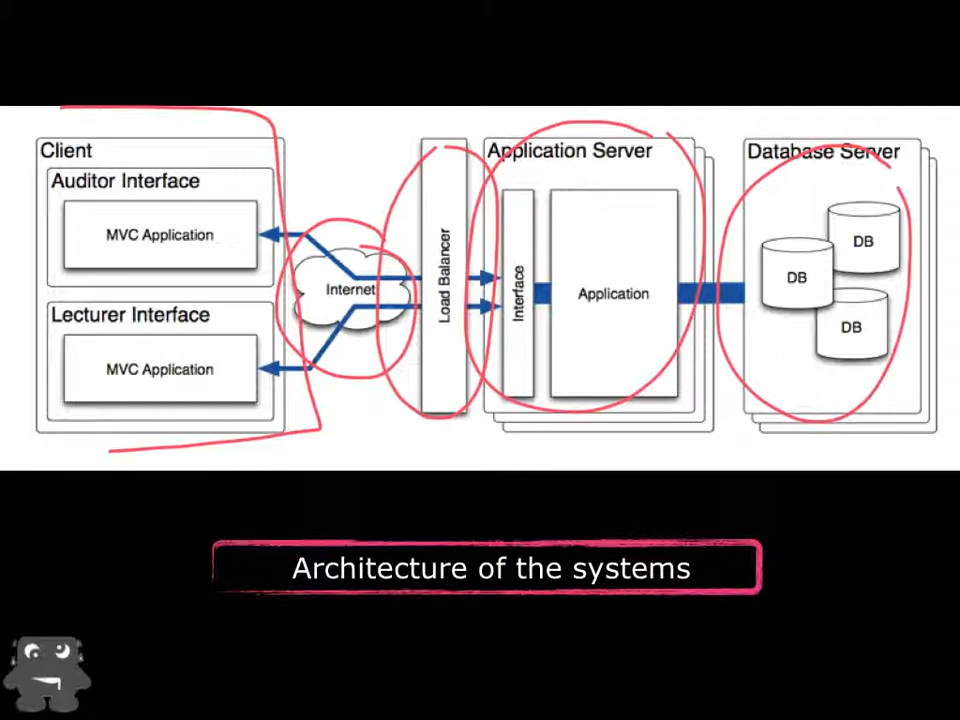 Client
Auditor Interface
MVC Application
Lecturer Interface
MVC Application
Internet
Load Balancer
Application Server
Interface
Application
Database Server
DB
DB
DB
Architecture of the systems